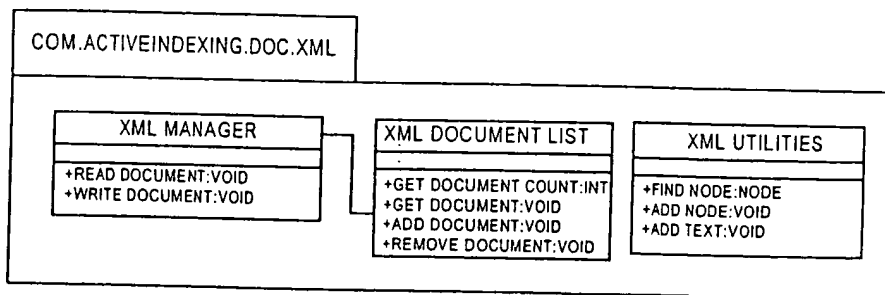 COM.ACTIVEINDEXING.DOC.XML
XML MANAGER
+READ DOCUMENT:VOID
+WRITE DOCUMENT:VOID
XML DOCUMENT LIST
+GET DOCUMENT COUNT:INT
+GET DOCUMENT:VOID
+ADD DOCUMENT:VOID
+REMOVE DOCUMENT:VOID
XML UTILITIES
+FIND NODE:NODE
+ADD NODE:VOID
+ADD TEXT:VOID